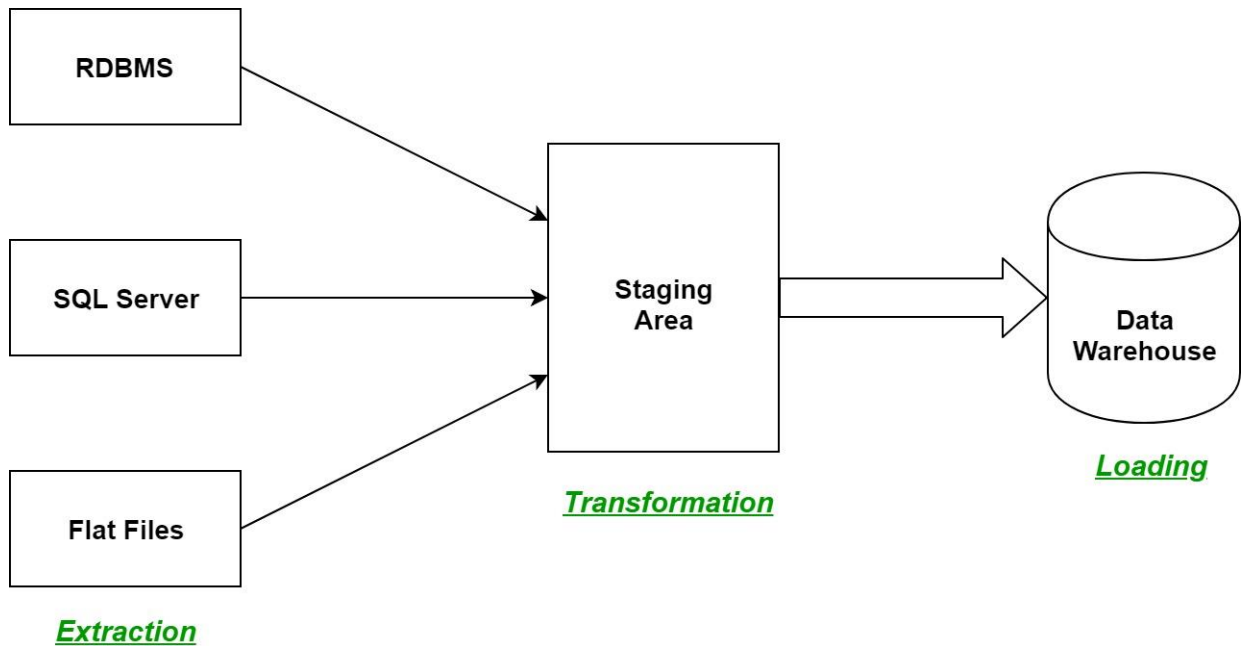 RDBMS
SQL Server
Flat Files
Extraction
Staging
Area
Transformation
Data
Warehouse
Loading